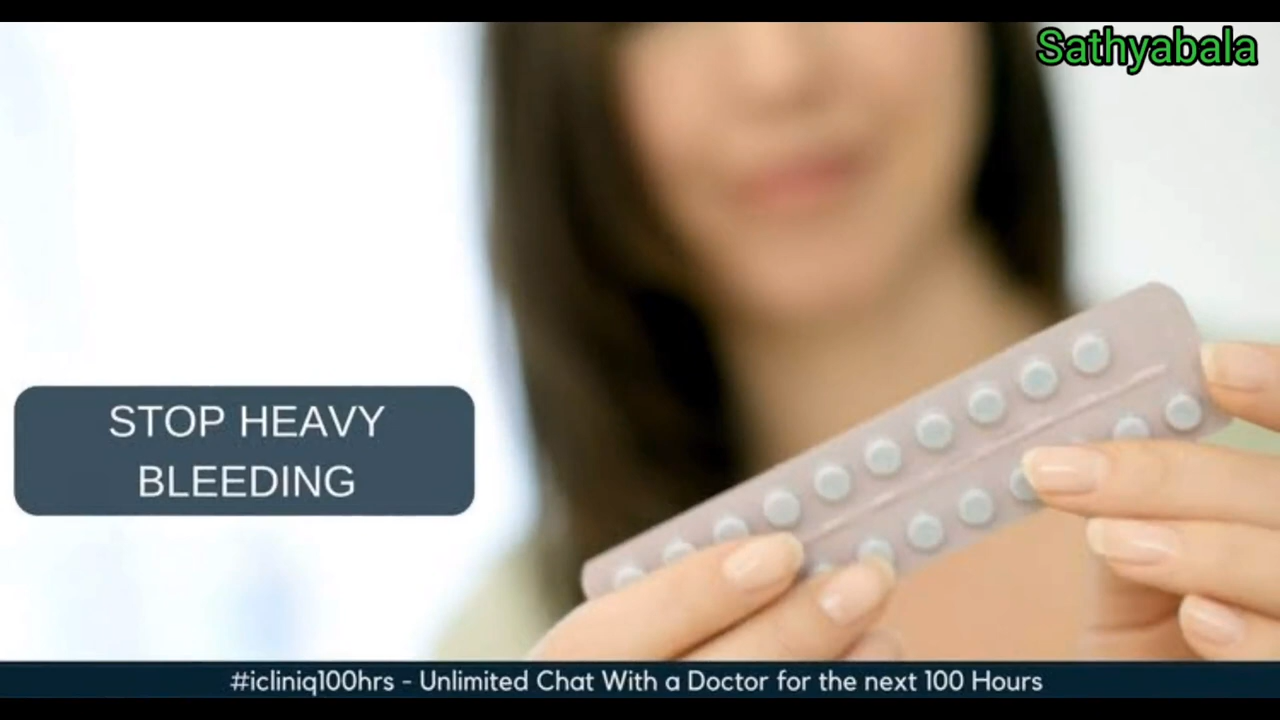 Sathyabala
STOP HEAVY
BLEEDING
#icliniq100hrs - Unlimited Chat With a Doctor for the next 100 Hours